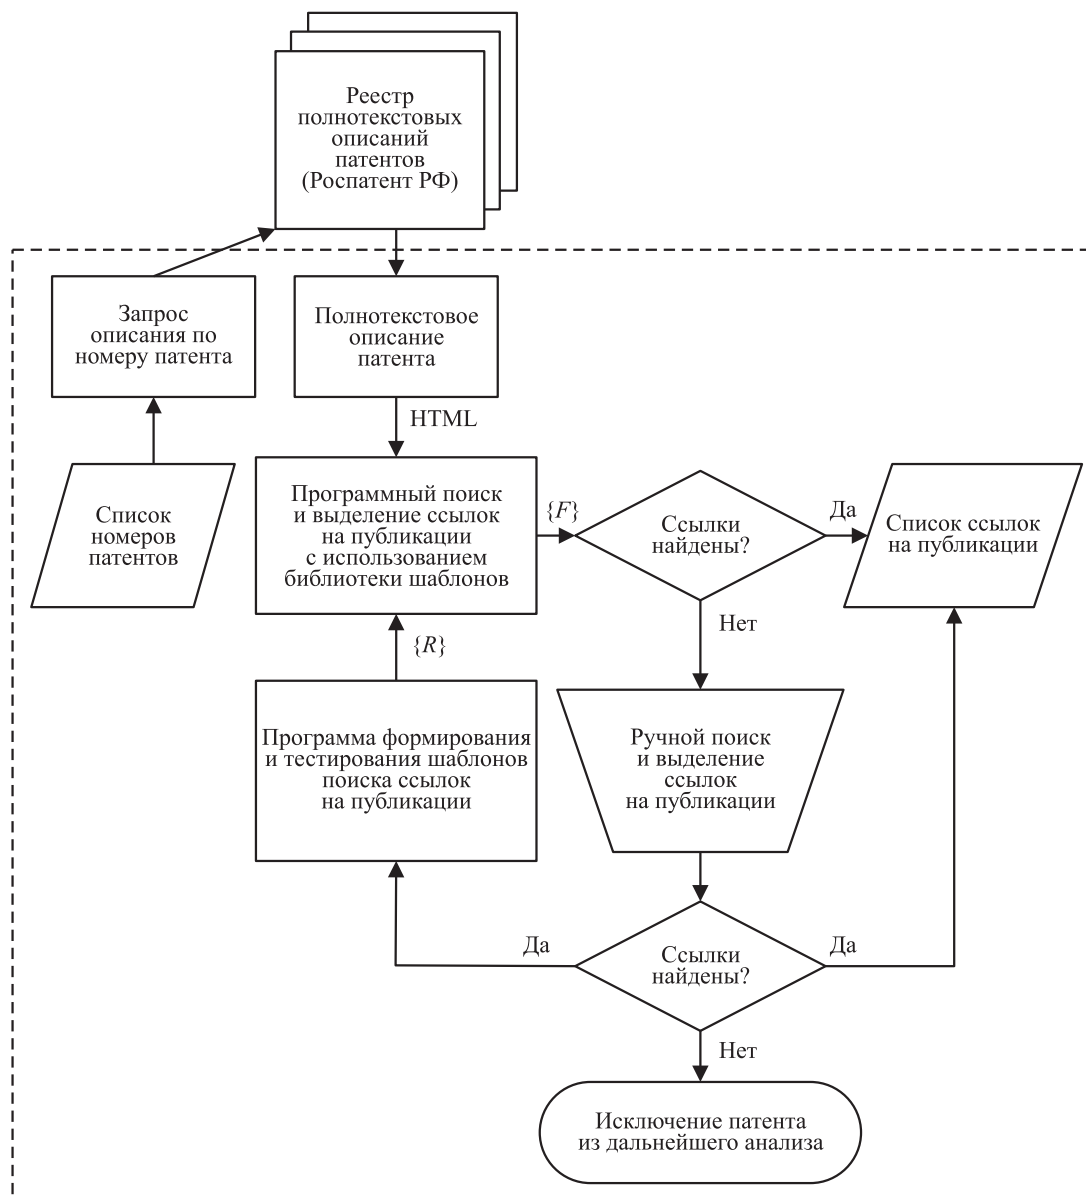 Реестр
полнотекстовых
описаний
патентов
(Роспатент РФ)
Запрос
описания по
номеру патента
Полнотекстовое
описание
патента
HTML
Список
номеров
патентов
Программный поиск
и выделение ссылок
на публикации
с использованием
библиотеки шаблонов
{F}
Ссылки
найдены?
Да
Список ссылок
на публикации
Нет
{R}
Программа формирования
и тестирования шаблонов
поиска ссылок
на публикации
Ручной поиск
и выделение
ссылок
на публикации
Да
Ссылки
найдены?
Да
Нет
Исключение патента
из дальнейшего анализа